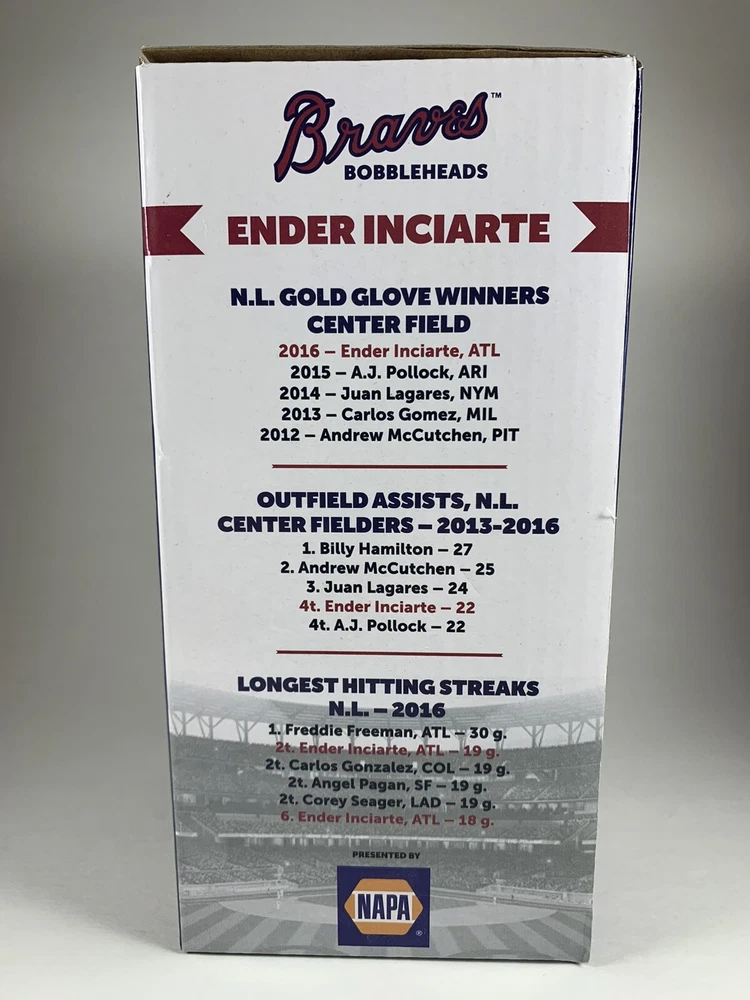 Braves™
BOBBLEHEADS
ENDER INCIARTE
N.L. GOLD GLOVE WINNERS
CENTER FIELD
2016 – Ender Inciarte, ATL
2015 – A.J. Pollock, ARI
2014 – Juan Lagares, NYM
2013 – Carlos Gomez, MIL
2012 – Andrew McCutchen, PIT
OUTFIELD ASSISTS, N.L.
CENTER FIELDERS – 2013-2016
1. Billy Hamilton – 27
2. Andrew McCutchen – 25
3. Juan Lagares – 24
4t. Ender Inciarte – 22
4t. A.J. Pollock – 22
LONGEST HITTING STREAKS
N.L. – 2016
1. Freddie Freeman, ATL – 30 g.
2t. Ender Inciarte, ATL – 19 g.
2t. Carlos Gonzalez, COL – 19 g.
2t. Angel Pagan, SF – 19 g.
2t. Corey Seager, LAD – 19 g.
6. Ender Inciarte, ATL – 18 g.
PRESENTED BY
NAPA®